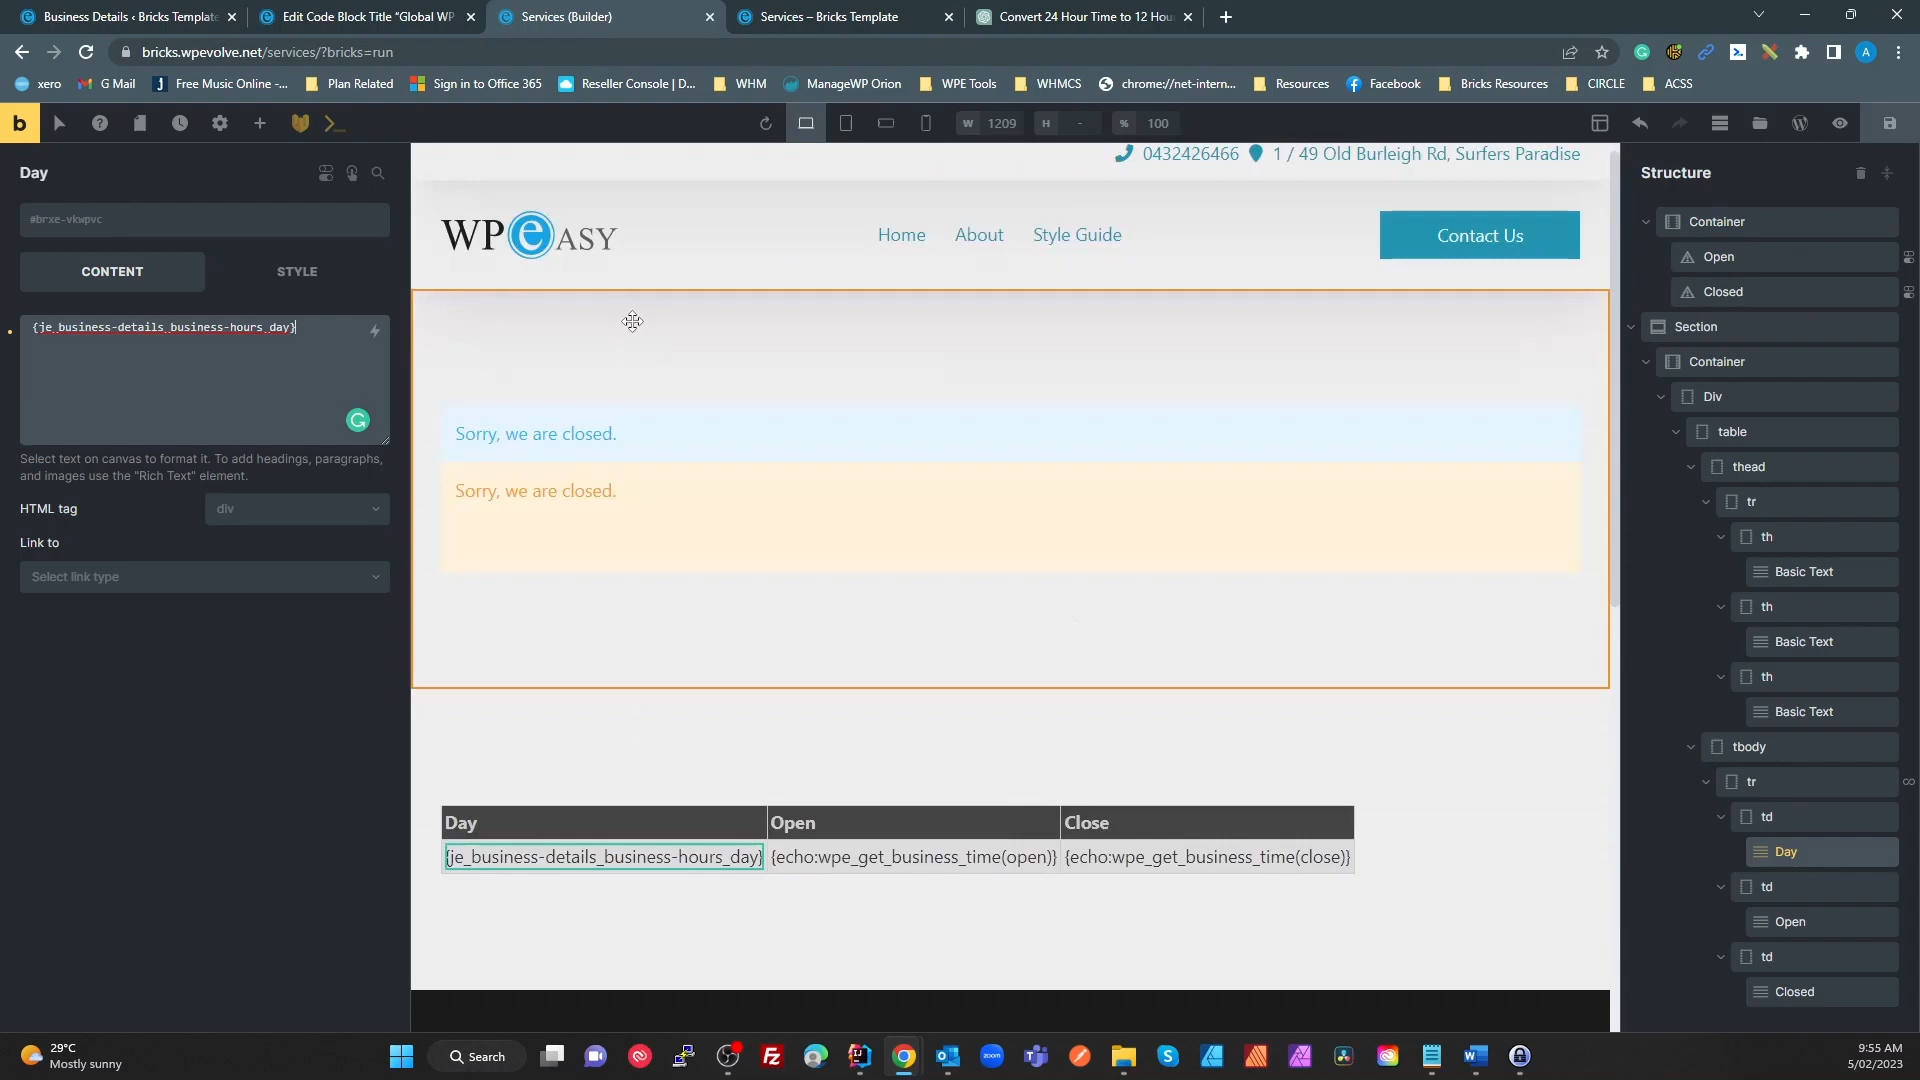 Business Details ‹ Bricks Template
Edit Code Block Title "Global WP
Services (Builder)
Services – Bricks Template
Convert 24 Hour Time to 12 Hou
bricks.wpevolve.net/services/?bricks=run
A
xero
G Mail
Free Music Online -...
Plan Related
Sign in to Office 365
Reseller Console | D...
WHM
ManageWP Orion
WPE Tools
WHMCS
chrome://net-intern...
Resources
Facebook
Bricks Resources
CIRCLE
ACSS
b
W 1209
H -
% 100
Day
#brxe-vkwpvc
CONTENT
STYLE
{je_business-details_business-hours_day}
Select text on canvas to format it. To add headings, paragraphs,
and images use the "Rich Text" element.
HTML tag
div
Link to
Select link type
0432426466
1 / 49 Old Burleigh Rd, Surfers Paradise
WPeASY
Home
About
Style Guide
Contact Us
Sorry, we are closed.
Sorry, we are closed.
Day
Open
Close
{je_business-details_business-hours_day}
{echo:wpe_get_business_time(open)}
{echo:wpe_get_business_time(close)}
Structure
Container
Open
Closed
Section
Container
Div
table
thead
tr
th
Basic Text
th
Basic Text
th
Basic Text
tbody
tr
td
Day
td
Open
td
Closed
29°C
Mostly sunny
Search
9:55 AM
5/02/2023